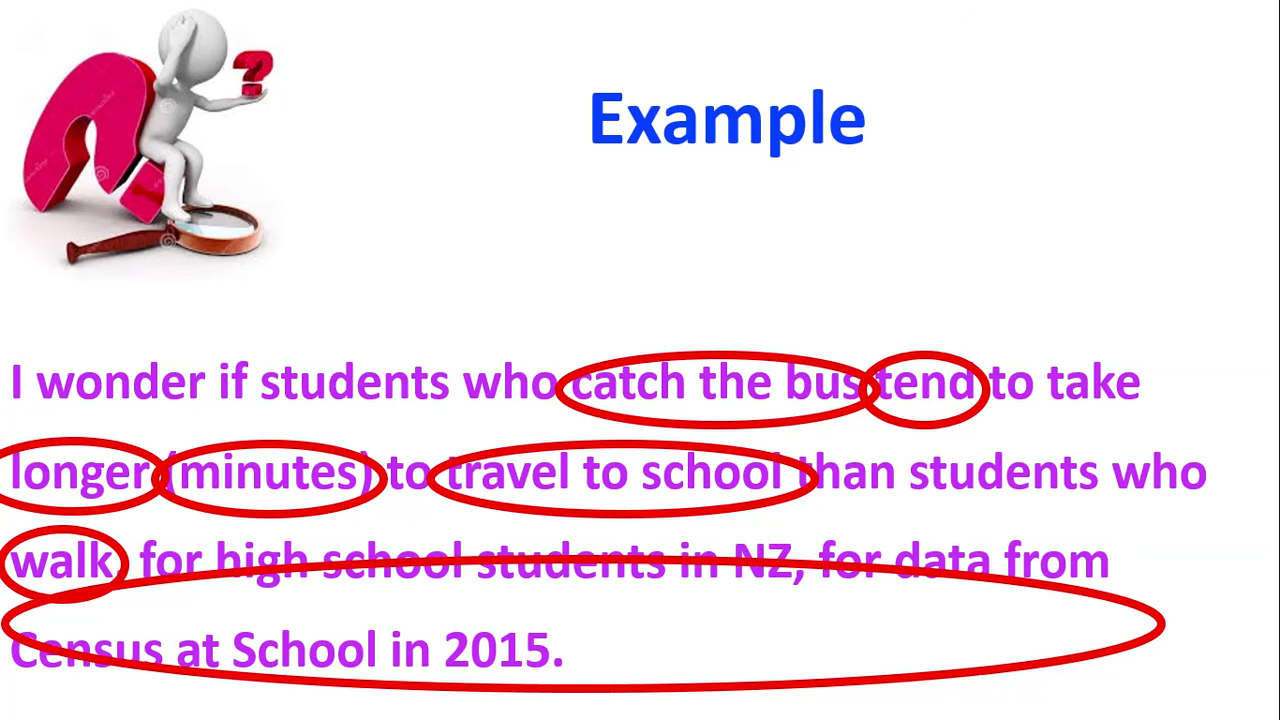 Example
I wonder if students who catch the bus tend to take
longer (minutes) to travel to school than students who
walk, for high school students in NZ, for data from
Census at School in 2015.